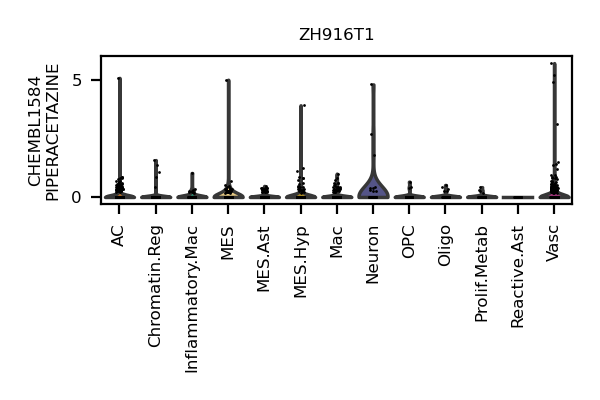 ZH916T1
CHEMBL1584
PIPERACETAZINE
5
0
AC
Chromatin.Reg
Inflammatory.Mac
MES
MES.Ast
MES.Hyp
Mac
Neuron
OPC
Oligo
Prolif.Metab
Reactive.Ast
Vasc